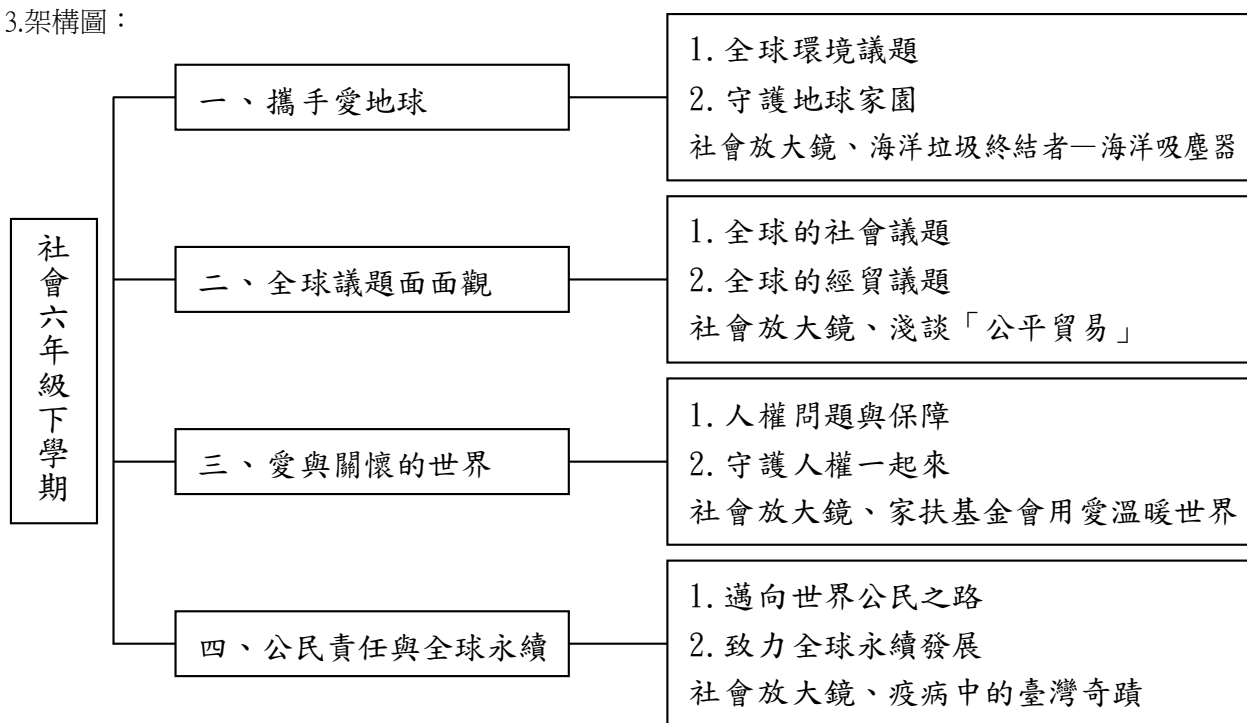 3.架構圖：
社會六年級下學期
一、攜手愛地球
1.全球環境議題
2.守護地球家園
社會放大鏡、海洋垃圾終結者—海洋吸塵器
二、全球議題面面觀
1.全球的社會議題
2.全球的經貿議題
社會放大鏡、淺談「公平貿易」
三、愛與關懷的世界
1.人權問題與保障
2.守護人權一起來
社會放大鏡、家扶基金會用愛溫暖世界
四、公民責任與全球永續
1.邁向世界公民之路
2.致力全球永續發展
社會放大鏡、疫病中的臺灣奇蹟